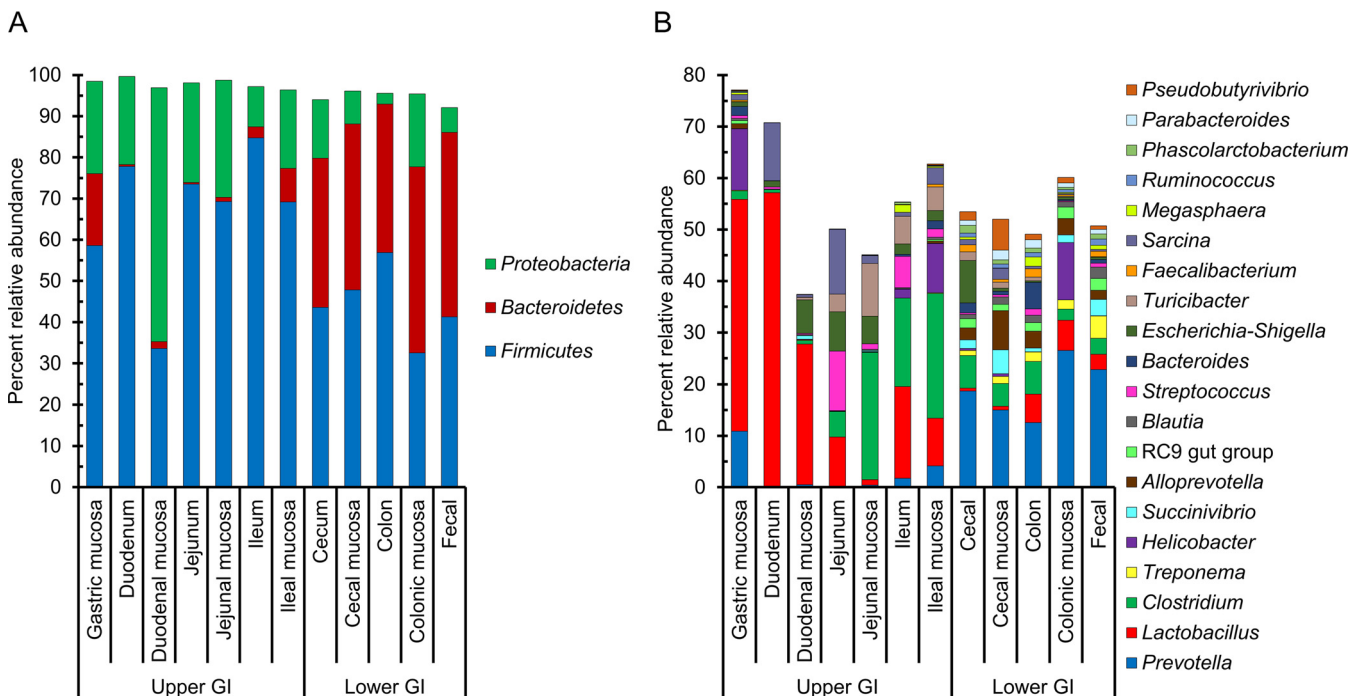 A
Percent relative abundance
100
90
80
70
60
50
40
30
20
10
0
Gastric mucosa
Duodenum
Duodenal mucosa
Jejunum
Jejunal mucosa
Ileum
Ileal mucosa
Cecum
Cecal mucosa
Colon
Colonic mucosa
Fecal
Upper GI
Lower GI
Proteobacteria
Bacteroidetes
Firmicutes
B
Percent relative abundance
80
70
60
50
40
30
20
10
0
Gastric mucosa
Duodenum
Duodenal mucosa
Jejunum
Jejunal mucosa
Ileum
Ileal mucosa
Cecal
Cecal mucosa
Colon
Colonic mucosa
Fecal
Upper GI
Lower GI
Pseudobutyrivibrio
Parabacteroides
Phascolarctobacterium
Ruminococcus
Megasphaera
Sarcina
Faecalibacterium
Turicibacter
Escherichia-Shigella
Bacteroides
Streptococcus
Blautia
RC9 gut group
Alloprevotella
Succinivibrio
Helicobacter
Treponema
Clostridium
Lactobacillus
Prevotella